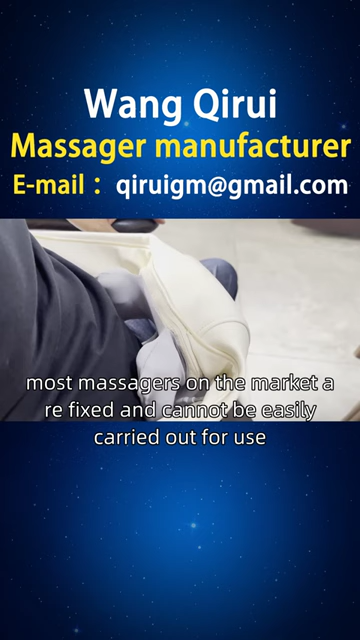 Wang Qirui
Massager manufacturer
E-mail： qiruigm@gmail.com
most massagers on the market a
re fixed and cannot be easily
carried out for use